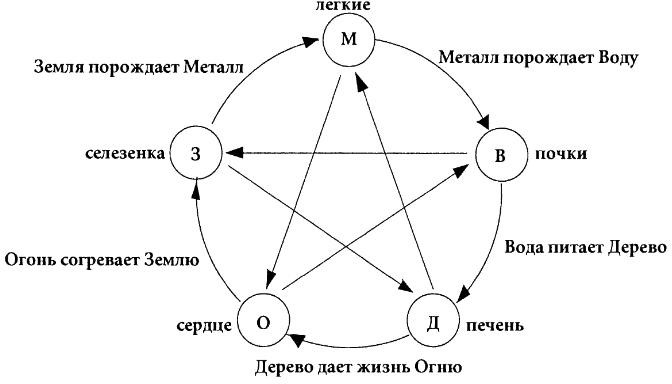 легкие
М
Земля порождает Металл
Металл порождает Воду
селезенка
З
В
почки
Огонь согревает Землю
Вода питает Дерево
сердце
О
Д
печень
Дерево дает жизнь Огню